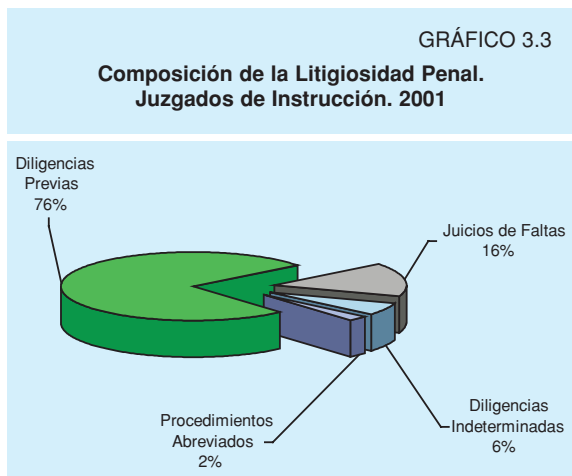 GRÁFICO 3.3
Composición de la Litigiosidad Penal.
Juzgados de Instrucción. 2001
Diligencias
Previas
76%
Juicios de Faltas
16%
Diligencias
Indeterminadas
6%
Procedimientos
Abreviados
2%